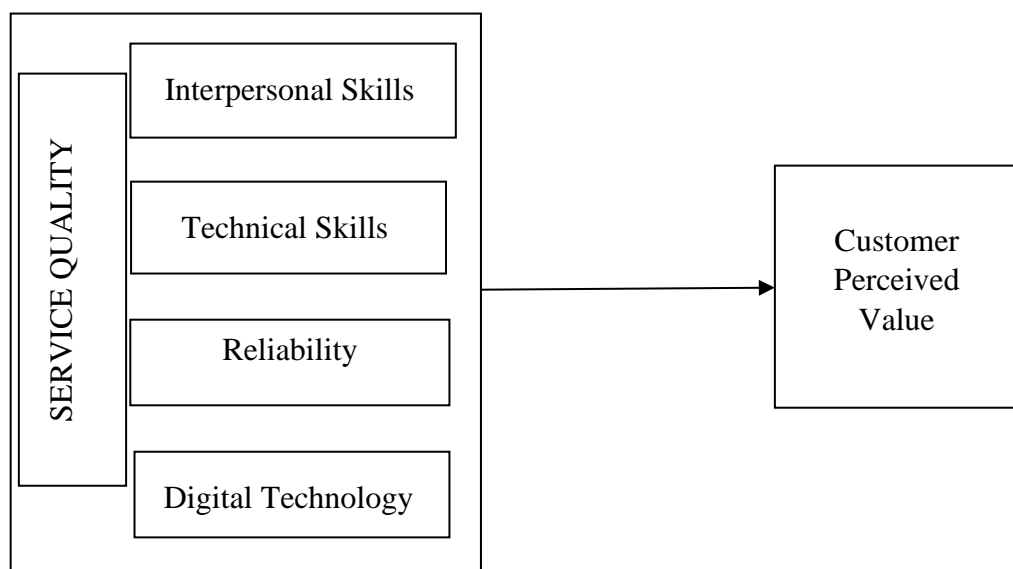 SERVICE QUALITY
Interpersonal Skills
Technical Skills
Reliability
Digital Technology
Customer
Perceived
Value